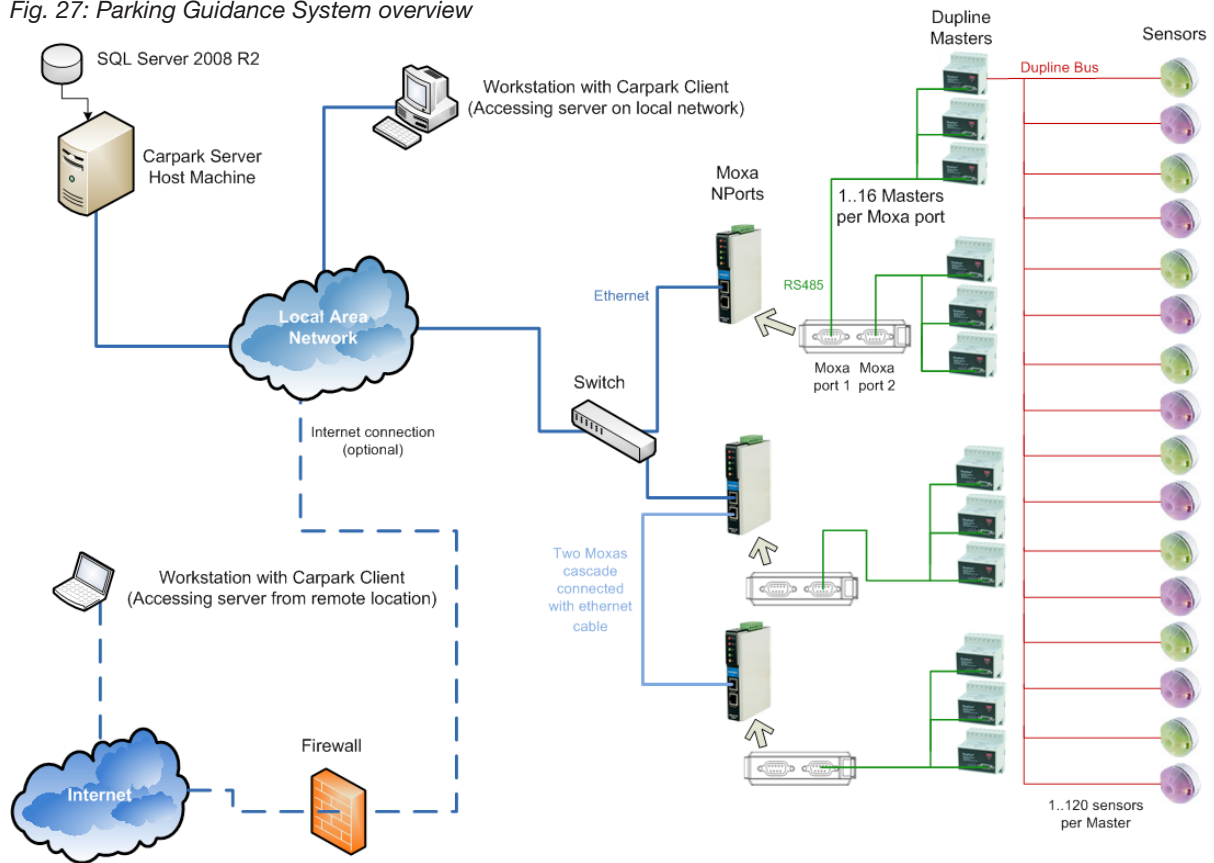 Fig. 27: Parking Guidance System overview
SQL Server 2008 R2
Carpark Server
Host Machine
Workstation with Carpark Client
(Accessing server on local network)
Dupline
Masters
Sensors
Dupline Bus
Moxa
NPorts
1..16 Masters
per Moxa port
Local Area
Network
Ethernet
RS485
Moxa
port 1
Moxa
port 2
Switch
Internet connection
(optional)
Two Moxas
cascade
connected
with ethernet
cable
Workstation with Carpark Client
(Accessing server from remote location)
Internet
Firewall
1..120 sensors
per Master